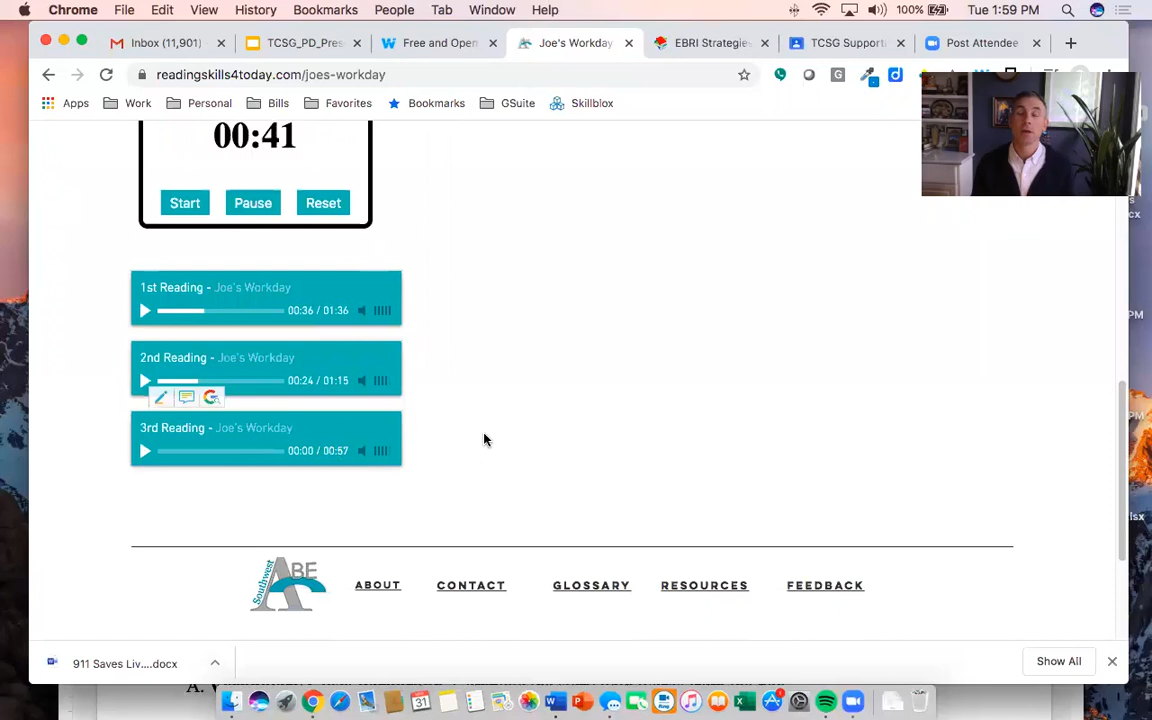 Chrome File Edit View History Bookmarks People Tab Window Help 100% Tue 1:59 PM
Inbox (11,901) TCSG_PD_Pres Free and Open Joe's Workday EBRI Strategies TCSG Support Post Attendee
readingskills4today.com/joes-workday
Apps Work Personal Bills Favorites Bookmarks GSuite Skillblox
00:41
Start Pause Reset
1st Reading - Joe's Workday
00:36 / 01:36
2nd Reading - Joe's Workday
00:24 / 01:15
3rd Reading - Joe's Workday
00:00 / 00:57
Southwest ABE
ABOUT CONTACT GLOSSARY RESOURCES FEEDBACK
911 Saves Liv....docx Show All